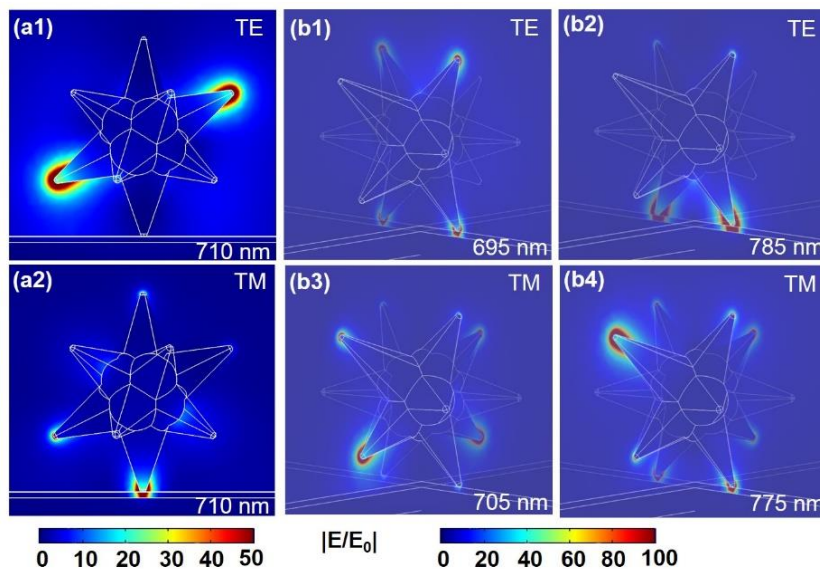 (a1) TE
710 nm
(b1) TE
695 nm
(b2) TE
785 nm
(a2) TM
710 nm
(b3) TM
705 nm
(b4) TM
775 nm
0 10 20 30 40 50
|E/E₀|
0 20 40 60 80 100